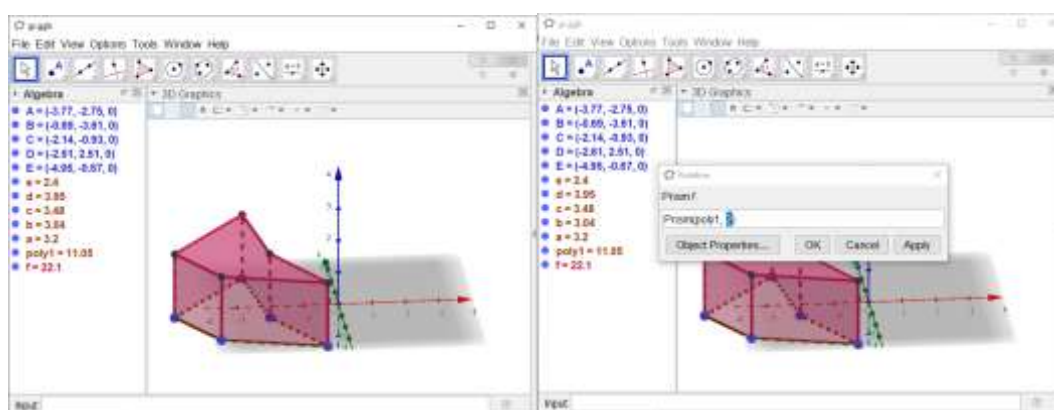 graph
File Edit View Options Tools Window Help
Algebra
3D Graphics
A = (-3.77, -2.75, 0)
B = (-0.69, -3.61, 0)
C = (-2.14, -0.93, 0)
D = (-2.61, 2.51, 0)
E = (-4.95, -0.67, 0)
e = 2.4
d = 3.95
c = 3.48
b = 3.04
a = 3.2
poly1 = 11.05
f = 22.1
Input:
graph
File Edit View Options Tools Window Help
Algebra
3D Graphics
A = (-3.77, -2.75, 0)
B = (-0.69, -3.61, 0)
C = (-2.14, -0.93, 0)
D = (-2.61, 2.51, 0)
E = (-4.95, -0.67, 0)
e = 2.4
d = 3.95
c = 3.48
b = 3.04
a = 3.2
poly1 = 11.05
f = 22.1
Redefine
Prism f
Prism(poly1,
Object Properties... OK Cancel Apply
Input: